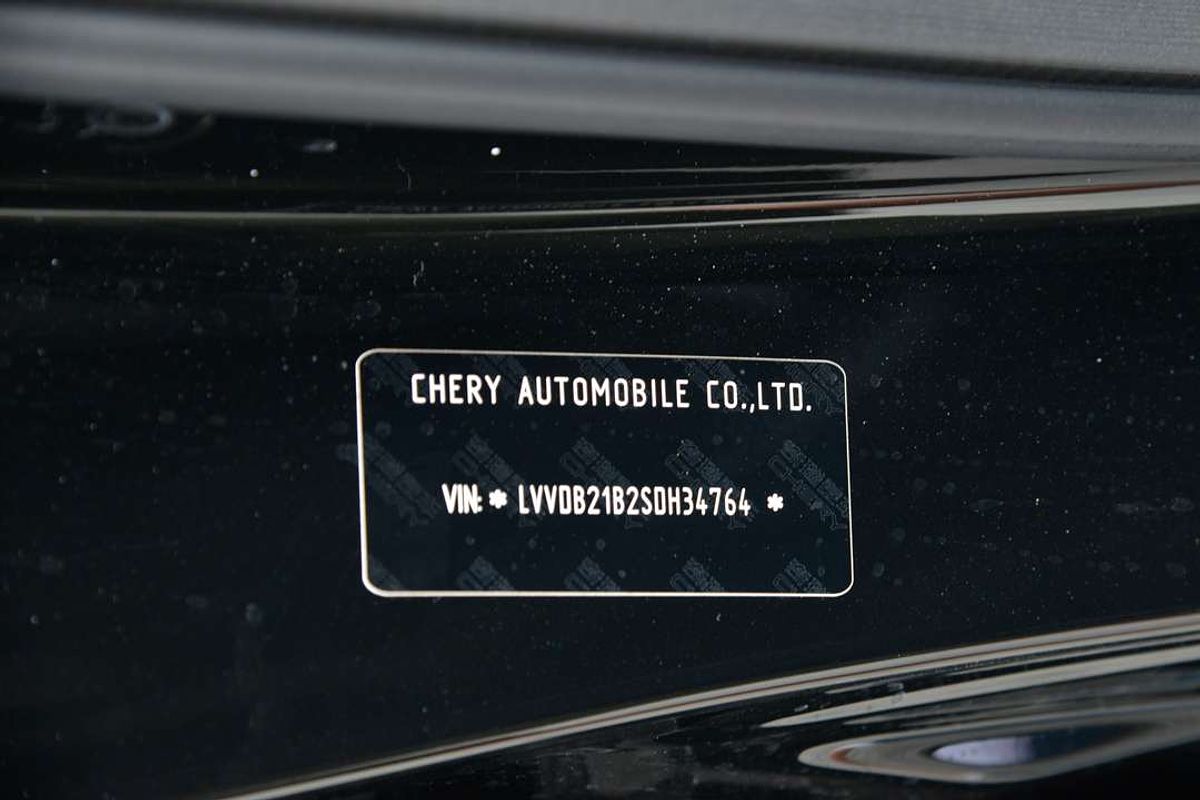 CHERY AUTOMOBILE CO.,LTD.
VIN: * LVVDB21B2SDH34764 *